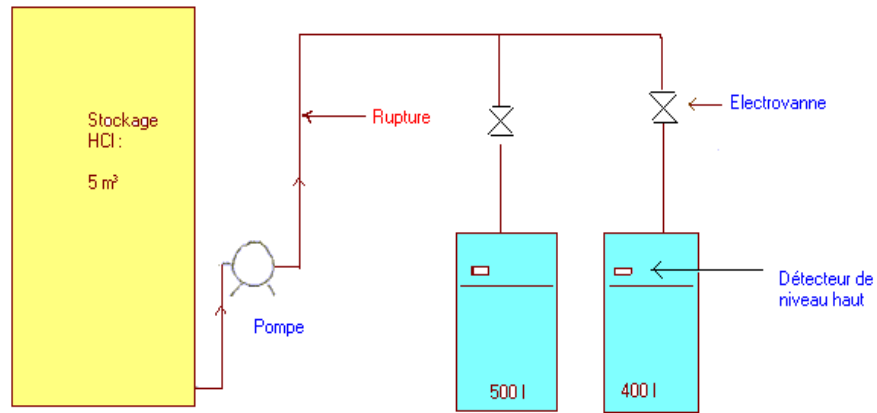 Stockage
HCl :
5 m³
Rupture
Electrovanne
Pompe
Détecteur de
niveau haut
500 l
400 l